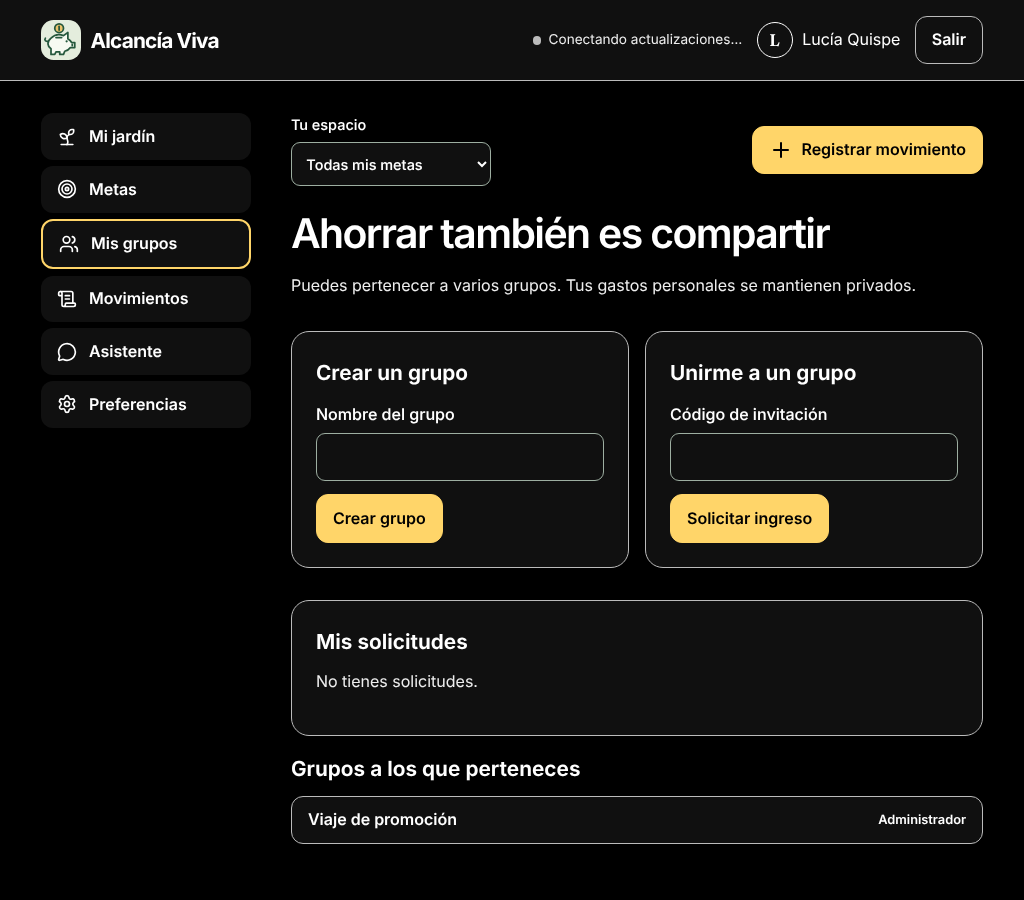 Alcancía Viva
Conectando actualizaciones...
L
Lucía Quispe
Salir
Mi jardín
Metas
Mis grupos
Movimientos
Asistente
Preferencias
Tu espacio
Todas mis metas
Registrar movimiento
Ahorrar también es compartir
Puedes pertenecer a varios grupos. Tus gastos personales se mantienen privados.
Crear un grupo
Nombre del grupo
Crear grupo
Unirme a un grupo
Código de invitación
Solicitar ingreso
Mis solicitudes
No tienes solicitudes.
Grupos a los que perteneces
Viaje de promoción
Administrador